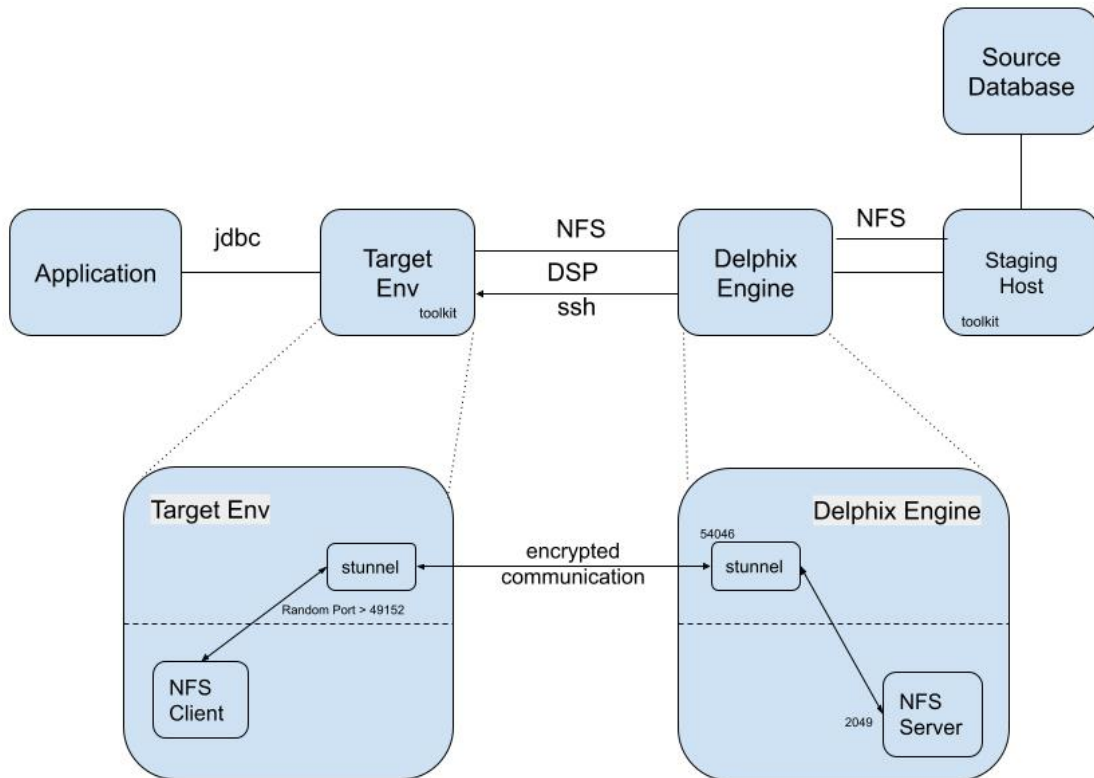 Source
Database
Application
jdbc
Target
Env
toolkit
NFS
DSP
ssh
Delphix
Engine
NFS
Staging
Host
toolkit
Target Env
stunnel
Random Port > 49152
NFS
Client
encrypted
communication
Delphix Engine
54046
stunnel
2049
NFS
Server